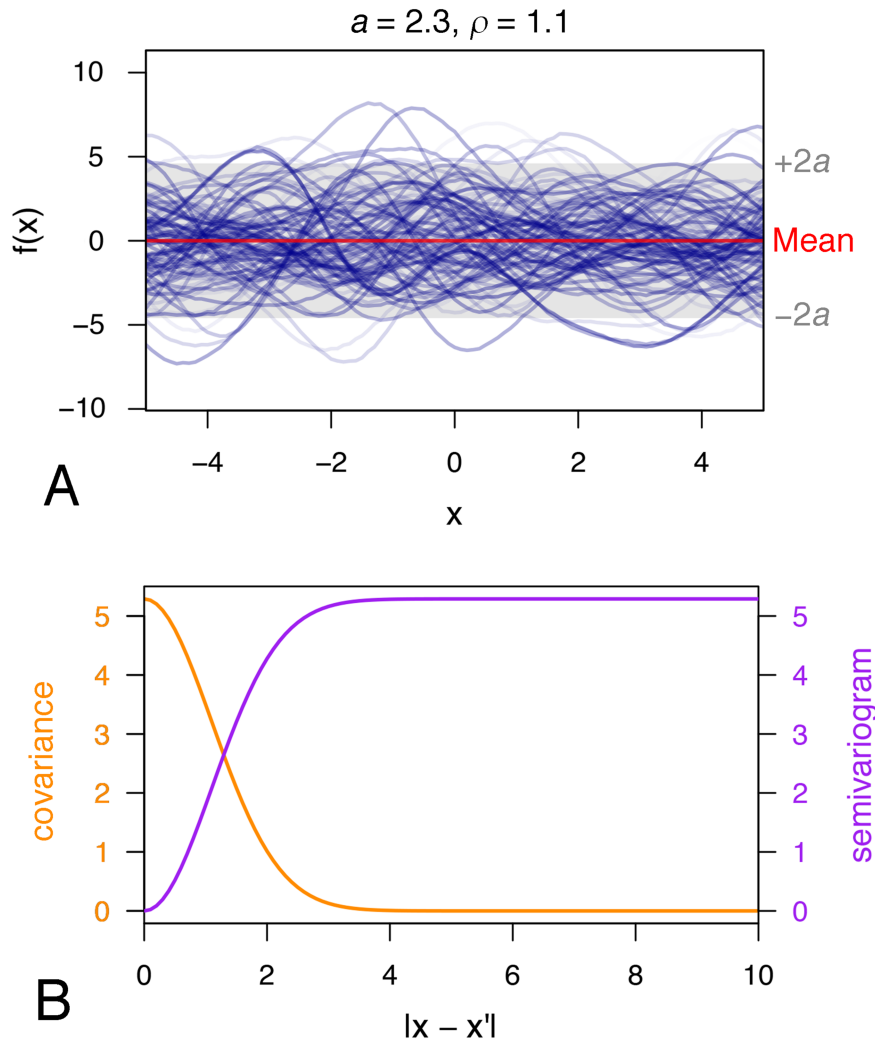 a = 2.3, ρ = 1.1
10
5
0
−5
−10
f(x)
+2a
Mean
−2a
−4
−2
0
2
4
x
A
5
4
3
2
1
0
covariance
5
4
3
2
1
0
semivariogram
0
2
4
6
8
10
|x − x'|
B